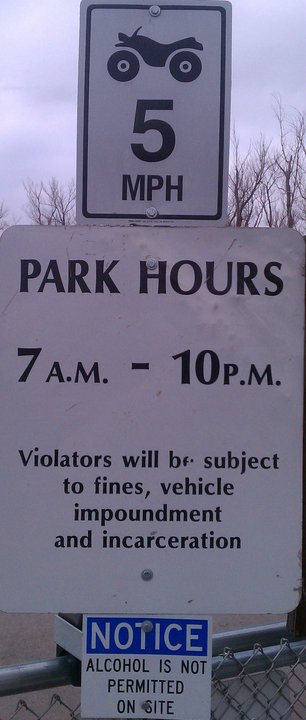 5
MPH
PARK HOURS
7 A.M. - 10 P.M.
Violators will be subject
to fines, vehicle
impoundment
and incarceration
NOTICE
ALCOHOL IS NOT
PERMITTED
ON SITE